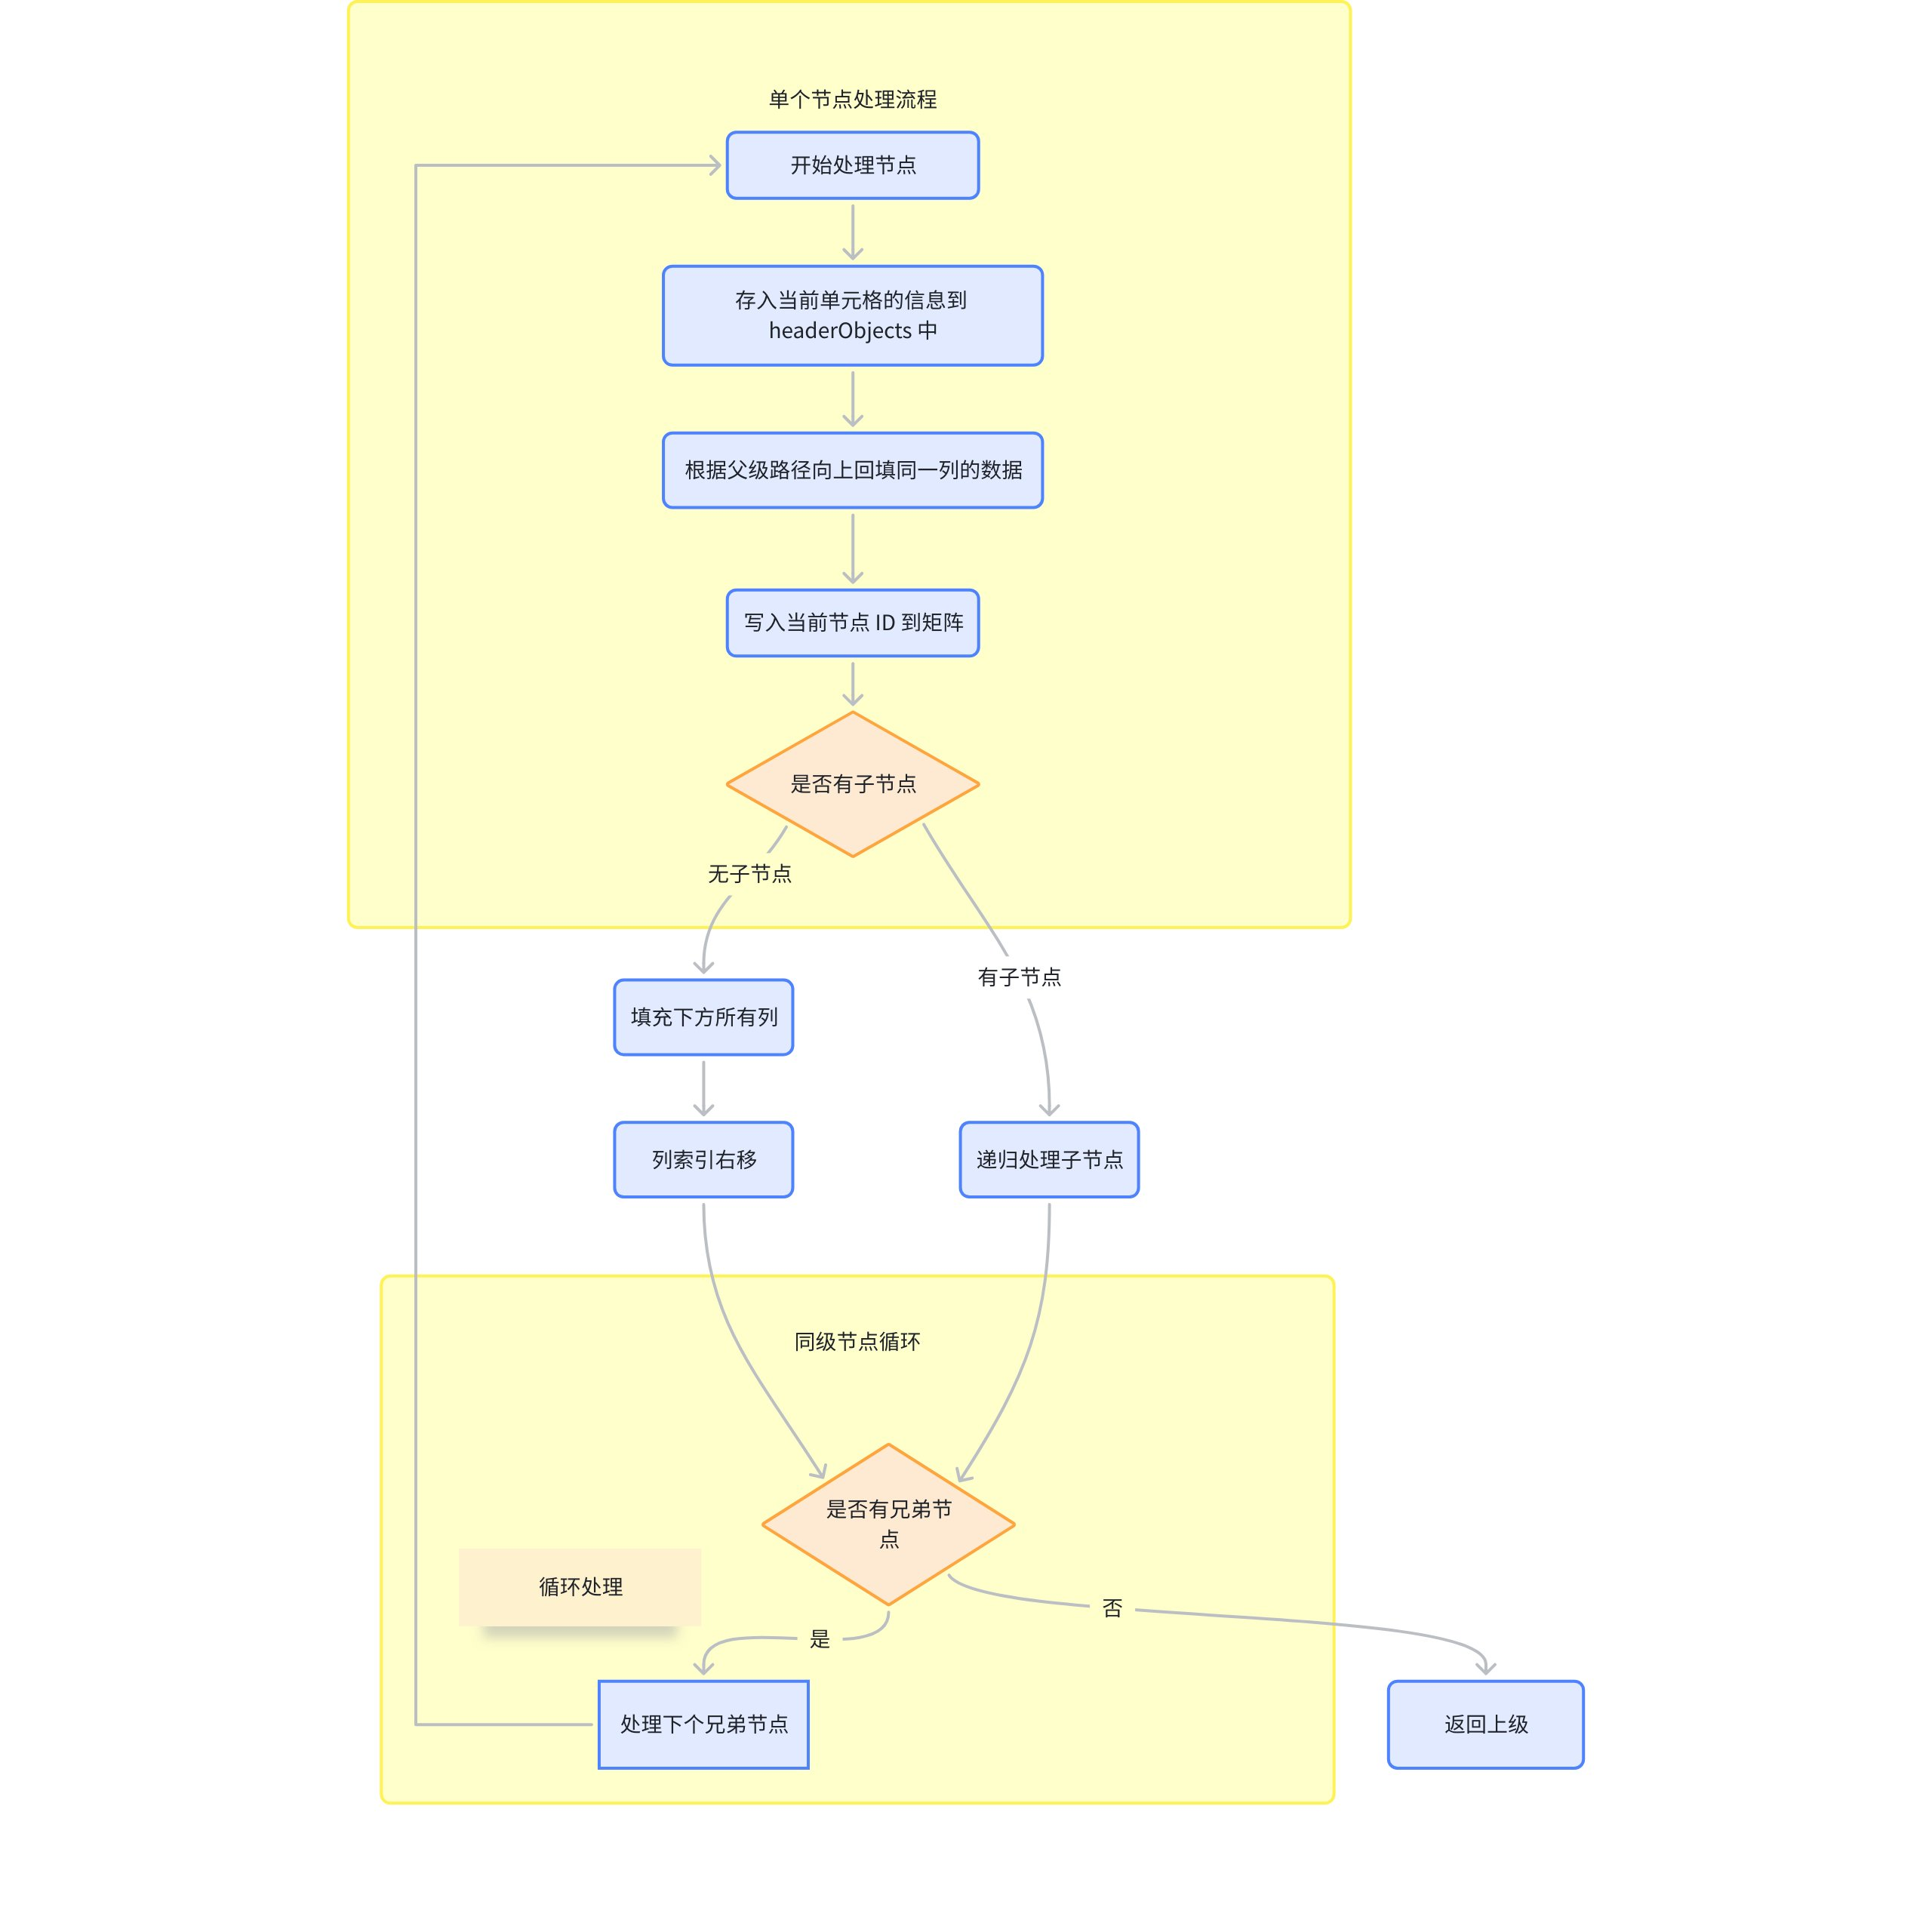 单个节点处理流程
开始处理节点
存入当前单元格的信息到
headerObjects 中
根据父级路径向上回填同一列的数据
写入当前节点 ID 到矩阵
是否有子节点
无子节点
有子节点
填充下方所有列
列索引右移
递归处理子节点
同级节点循环
是否有兄弟节
点
循环处理
否
是
处理下个兄弟节点
返回上级